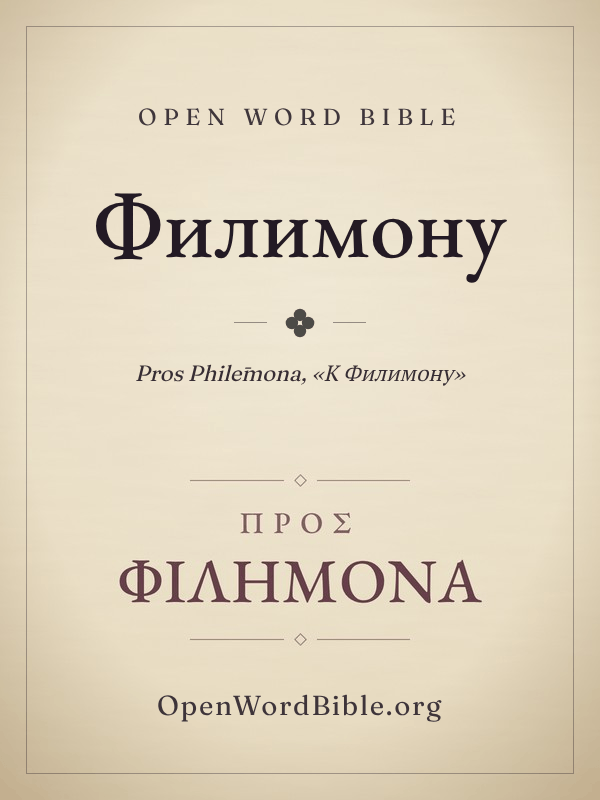 OPEN WORD BIBLE
Филимону
Pros Philēmona, «К Филимону»
ΠΡΟΣ
ΦΙΛΗΜΟΝΑ
OpenWordBible.org